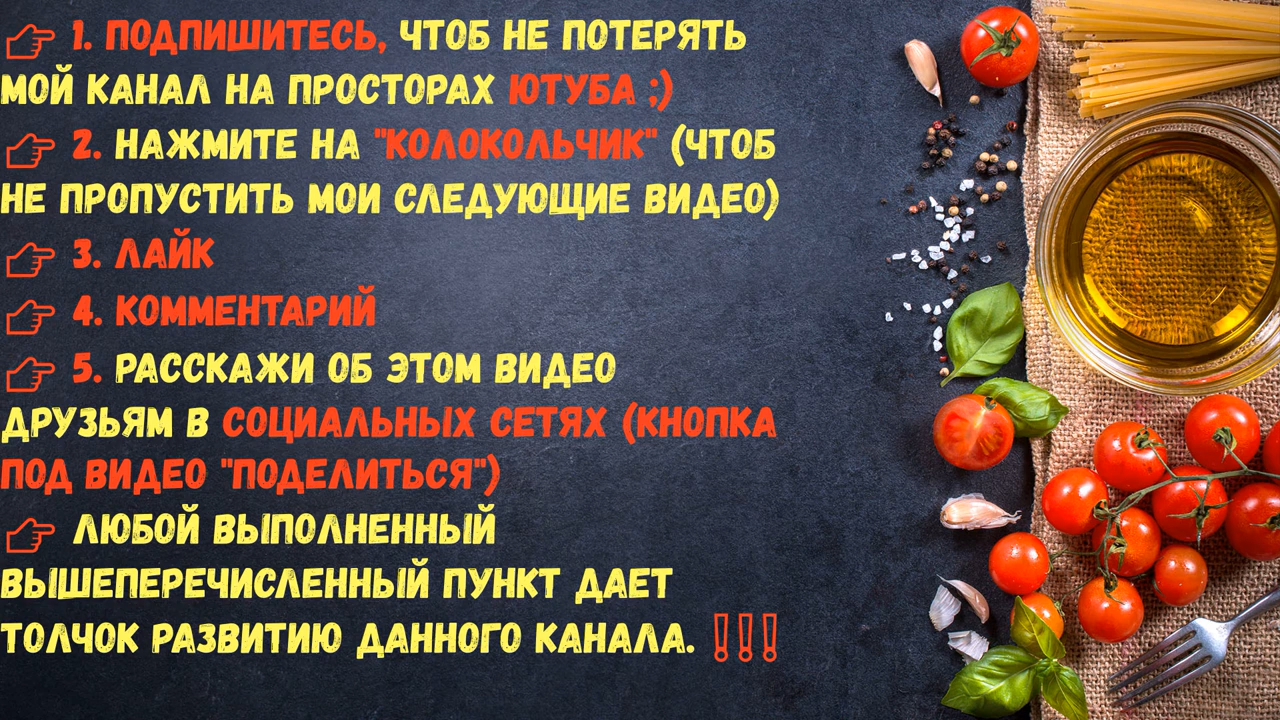 👉 1. ПОДПИШИТЕСЬ, ЧТОБ НЕ ПОТЕРЯТЬ
МОЙ КАНАЛ НА ПРОСТОРАХ ЮТУБА ;)
👉 2. НАЖМИТЕ НА "КОЛОКОЛЬЧИК" (ЧТОБ
НЕ ПРОПУСТИТЬ МОИ СЛЕДУЮЩИЕ ВИДЕО)
👉 3. ЛАЙК
👉 4. КОММЕНТАРИЙ
👉 5. РАССКАЖИ ОБ ЭТОМ ВИДЕО
ДРУЗЬЯМ В СОЦИАЛЬНЫХ СЕТЯХ (КНОПКА
ПОД ВИДЕО "ПОДЕЛИТЬСЯ")
👉 ЛЮБОЙ ВЫПОЛНЕННЫЙ
ВЫШЕПЕРЕЧИСЛЕННЫЙ ПУНКТ ДАЕТ
ТОЛЧОК РАЗВИТИЮ ДАННОГО КАНАЛА. !!!